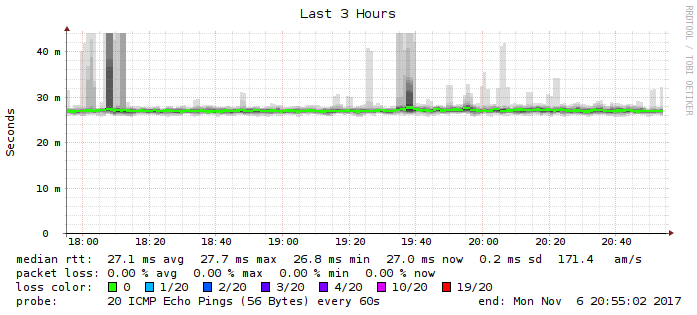 Last 3 Hours
RRDTOOL / TOBI OETIKER
Seconds
40 m
30 m
20 m
10 m
0
18:00 18:20 18:40 19:00 19:20 19:40 20:00 20:20 20:40
median rtt: 27.1 ms avg 27.7 ms max 26.8 ms min 27.0 ms now 0.2 ms sd 171.4 am/s
packet loss: 0.00 % avg 0.00 % max 0.00 % min 0.00 % now
loss color: 0 1/20 2/20 3/20 4/20 10/20 19/20
probe: 20 ICMP Echo Pings (56 Bytes) every 60s end: Mon Nov 6 20:55:02 2017